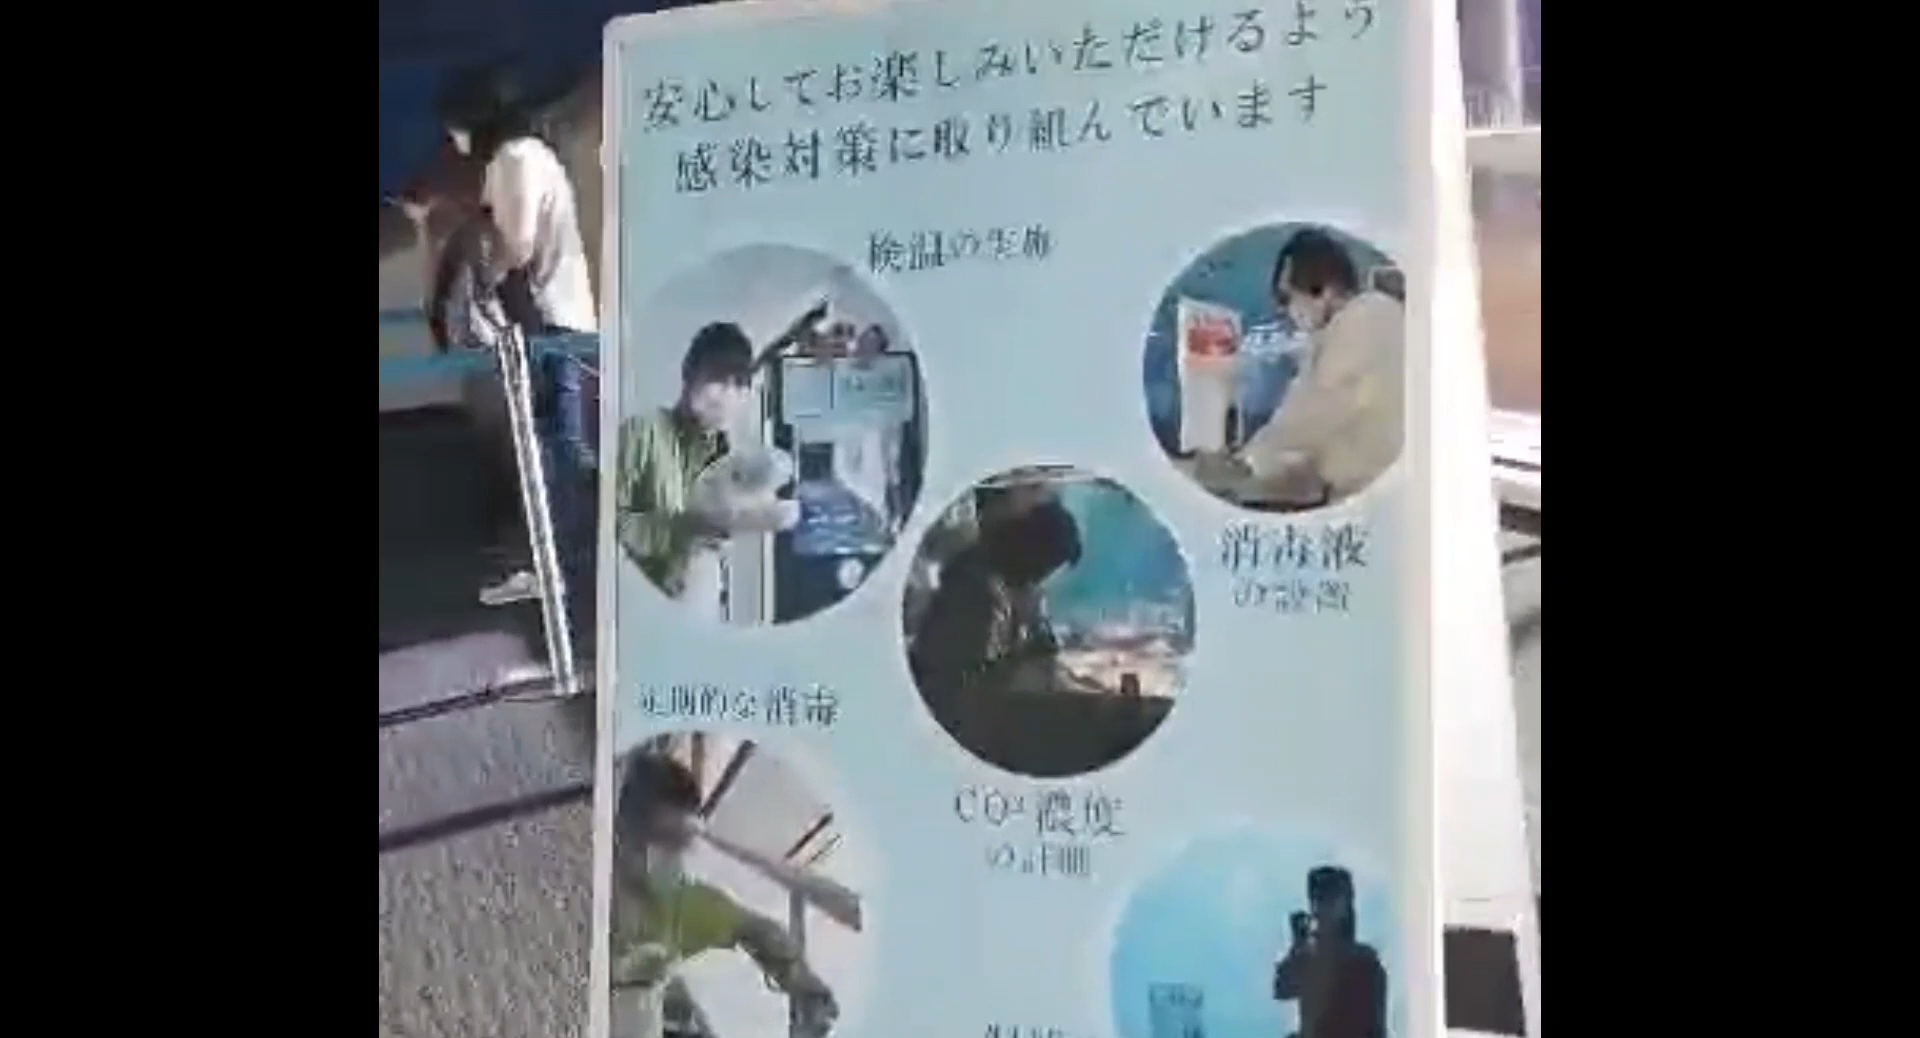 安心してお楽しみいただけるよう
感染対策に取り組んでいます
検温の実施
消毒液
の設置
定期的な消毒
CO2濃度
の計測